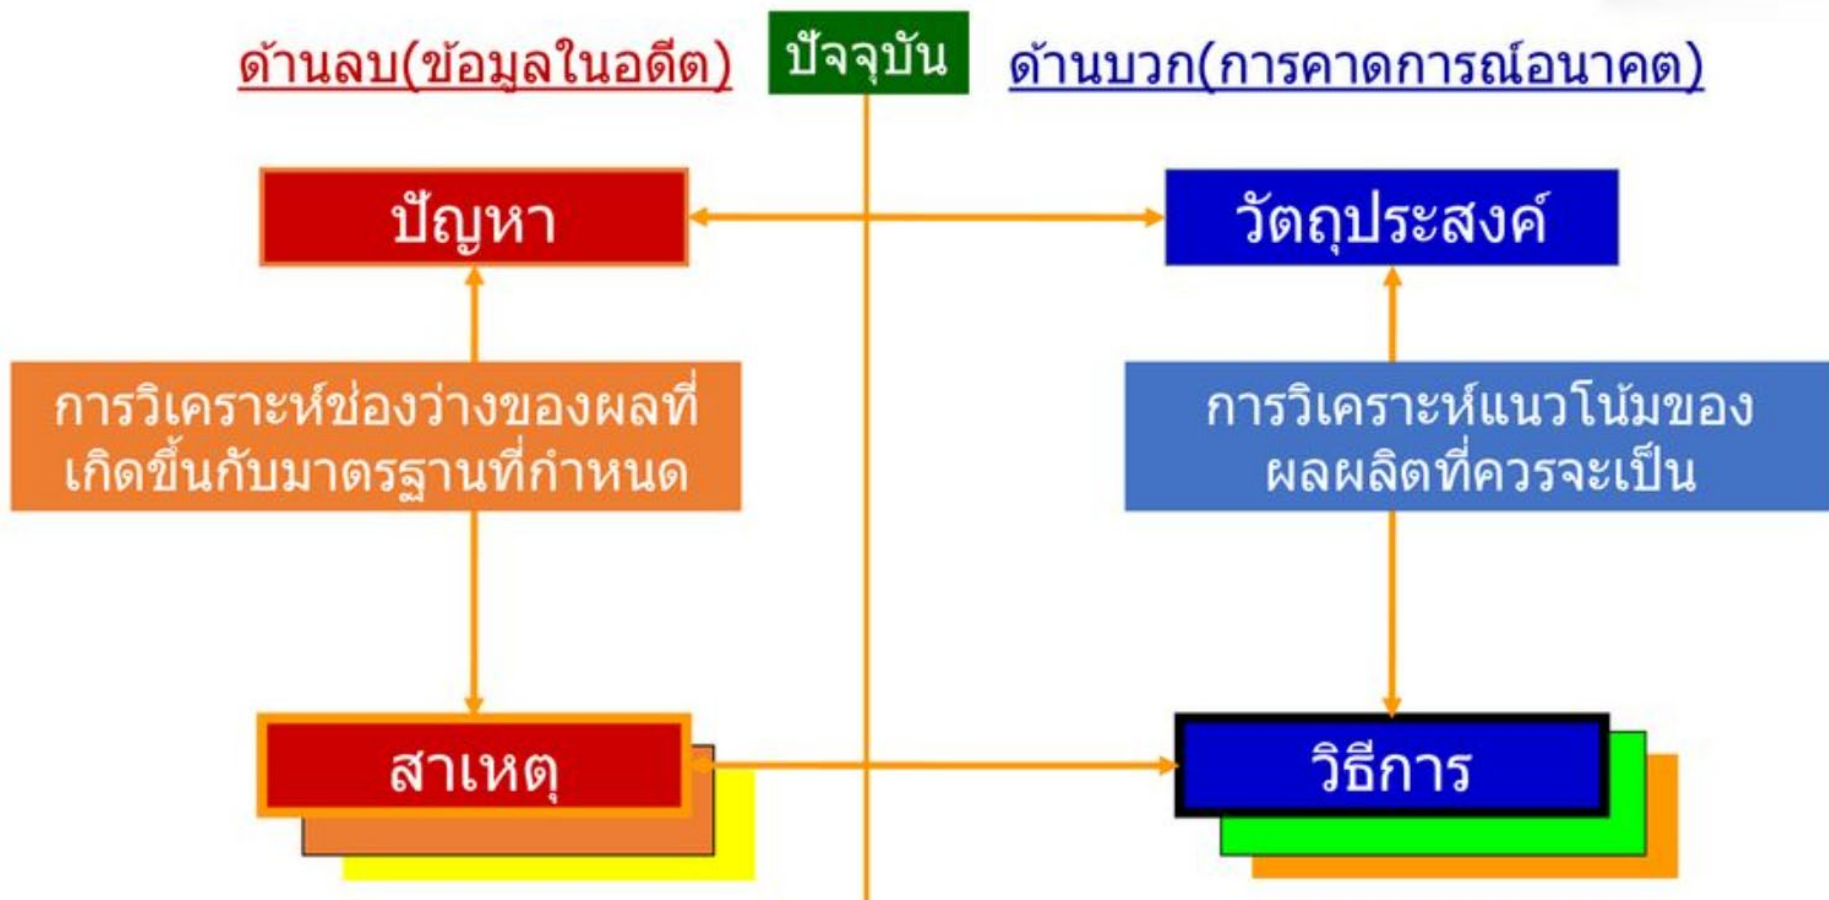 ด้านลบ(ข้อมูลในอดีต)
ปัจจุบัน
ด้านบวก(การคาดการณ์อนาคต)
ปัญหา
วัตถุประสงค์
การวิเคราะห์ช่องว่างของผลที่
เกิดขึ้นกับมาตรฐานที่กำหนด
การวิเคราะห์แนวโน้มของ
ผลผลิตที่ควรจะเป็น
สาเหตุ
วิธีการ